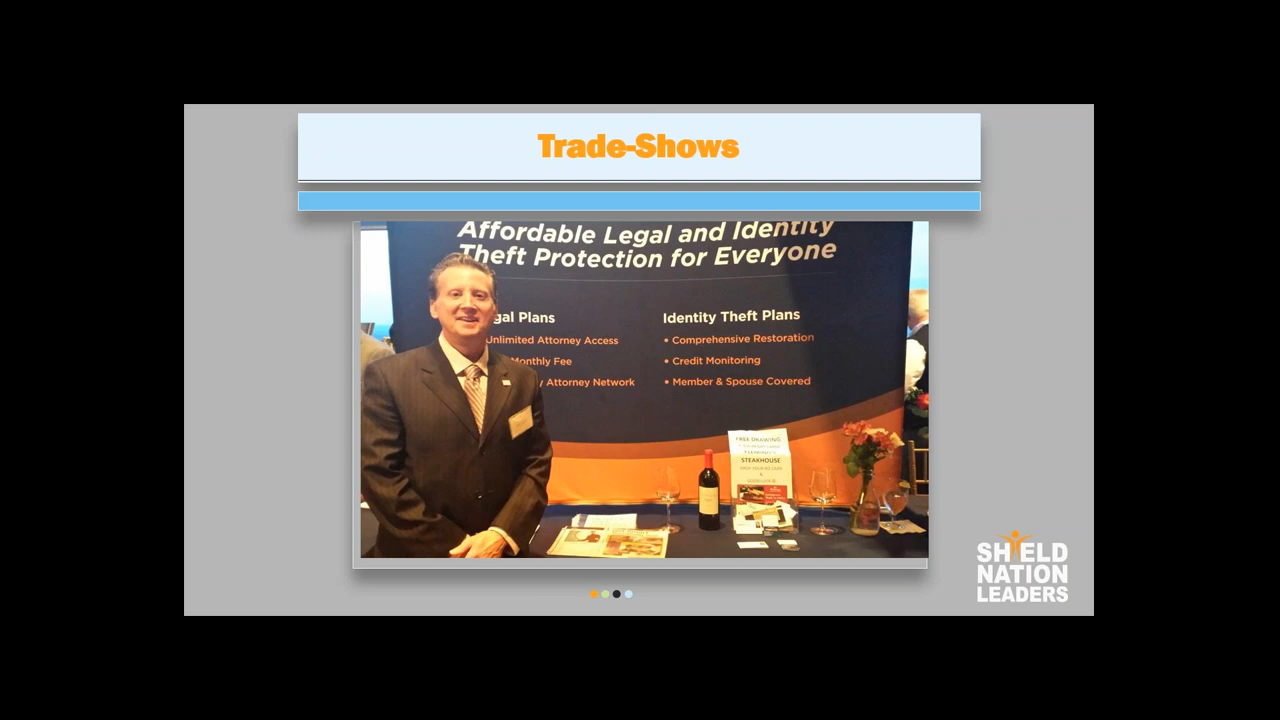 Trade-Shows
Affordable Legal and Identity
Theft Protection for Everyone
gal Plans
Identity Theft Plans
Unlimited Attorney Access
• Comprehensive Restoration
Monthly Fee
• Credit Monitoring
y Attorney Network
• Member & Spouse Covered
FREE DRAWING
STEAKHOUSE
SHIELD
NATION
LEADERS